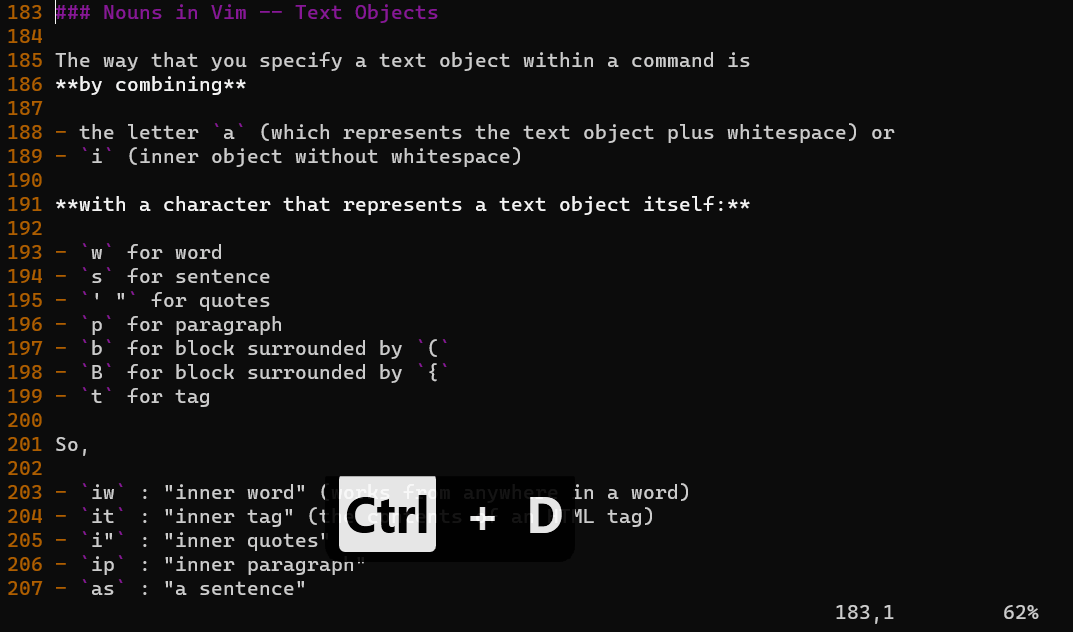 183 ### Nouns in Vim -- Text Objects
184
185 The way that you specify a text object within a command is
186 **by combining**
187
188 - the letter `a` (which represents the text object plus whitespace) or
189 - `i` (inner object without whitespace)
190
191 **with a character that represents a text object itself:**
192
193 - `w` for word
194 - `s` for sentence
195 - `' "` for quotes
196 - `p` for paragraph
197 - `b` for block surrounded by `(`
198 - `B` for block surrounded by `{`
199 - `t` for tag
200
201 So,
202
203 - `iw` : "inner word" (works from anywhere in a word)
204 - `it` : "inner tag" (the contents of an HTML tag)
205 - `i"` : "inner quotes"
206 - `ip` : "inner paragraph"
207 - `as` : "a sentence"
Ctrl + D
183,1 62%